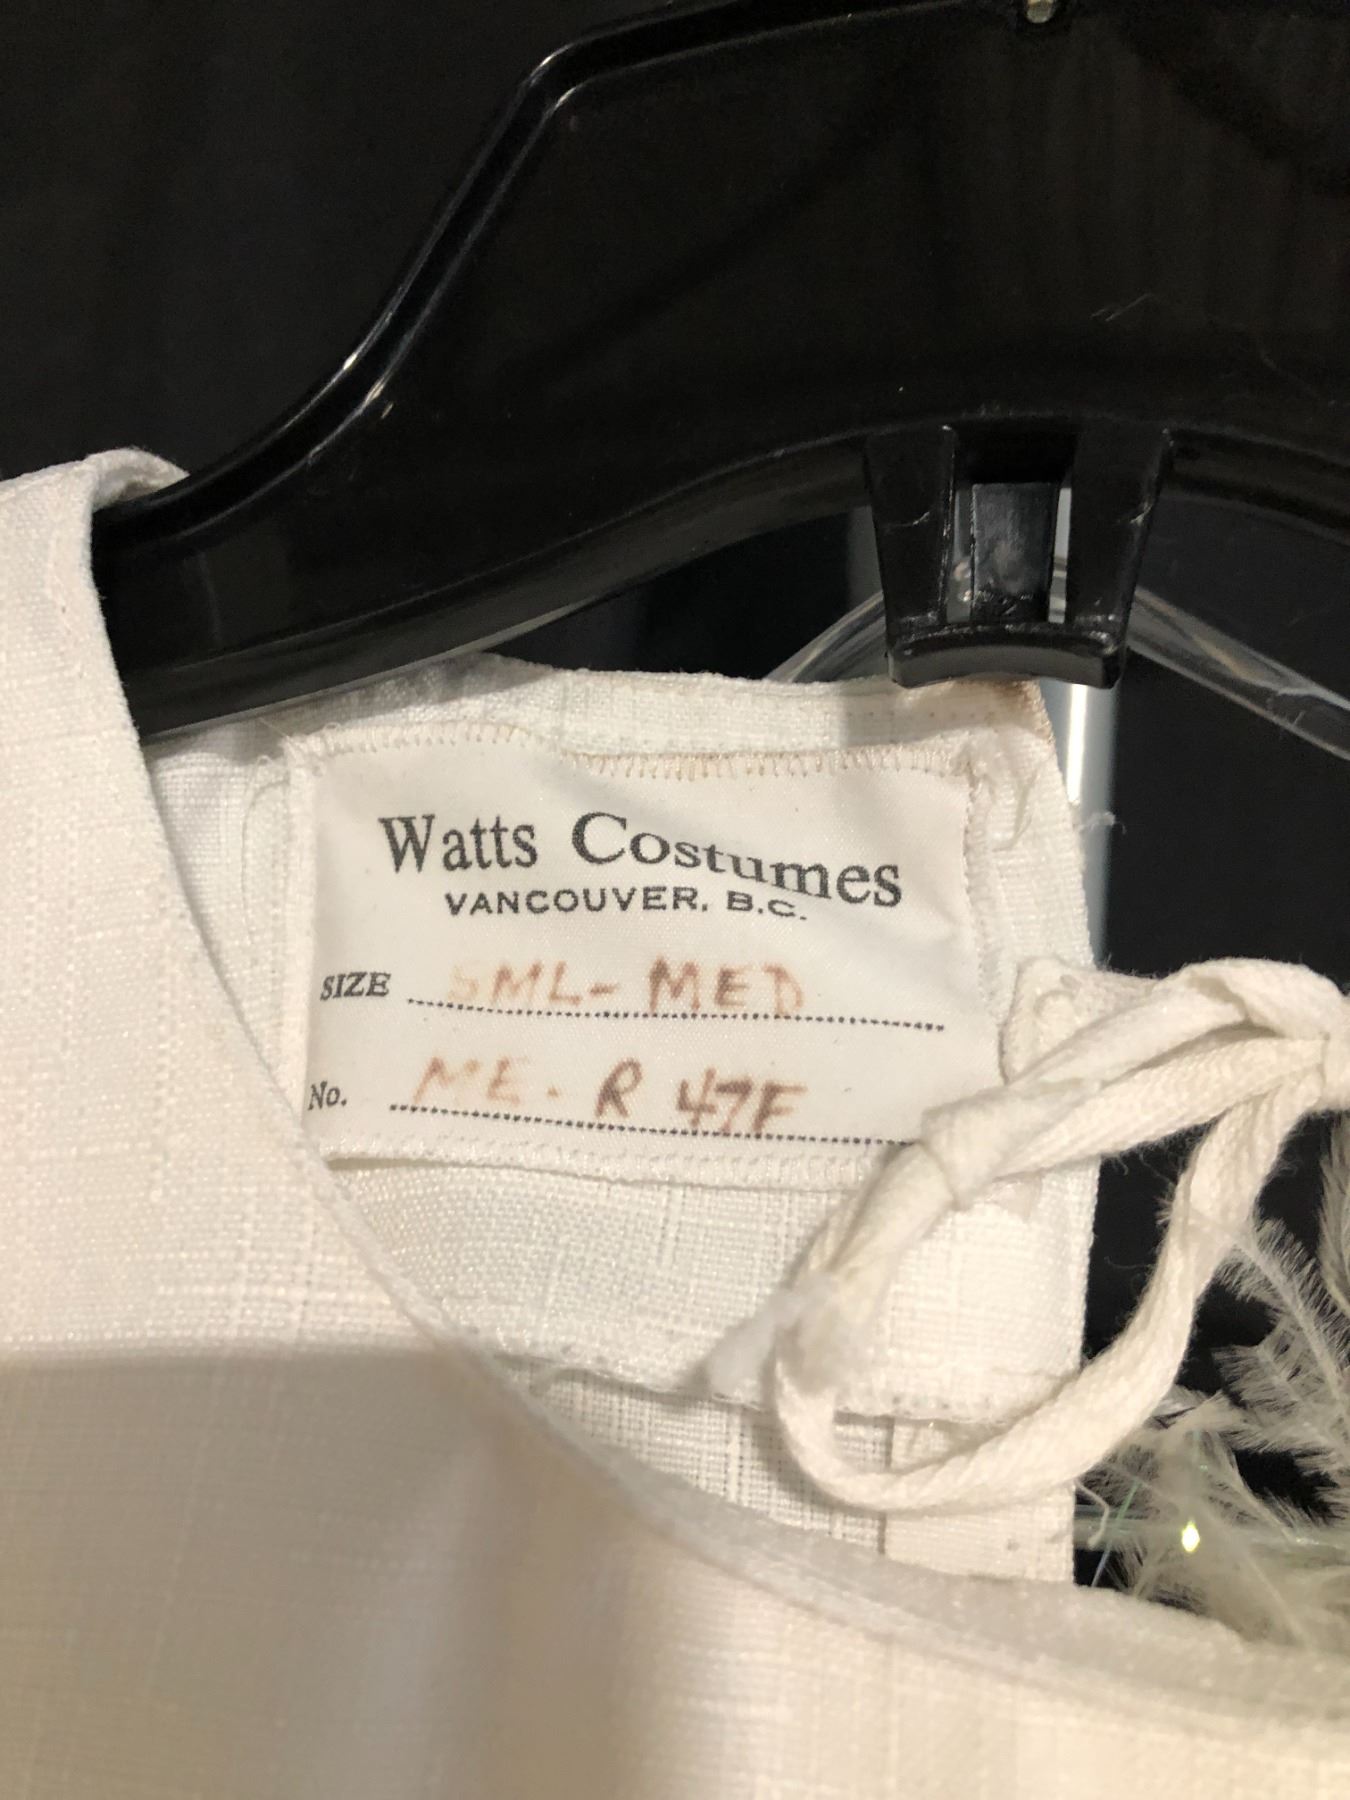 Watts Costumes
VANCOUVER, B.C.
SIZE SML-MED
No. ME-R 47F